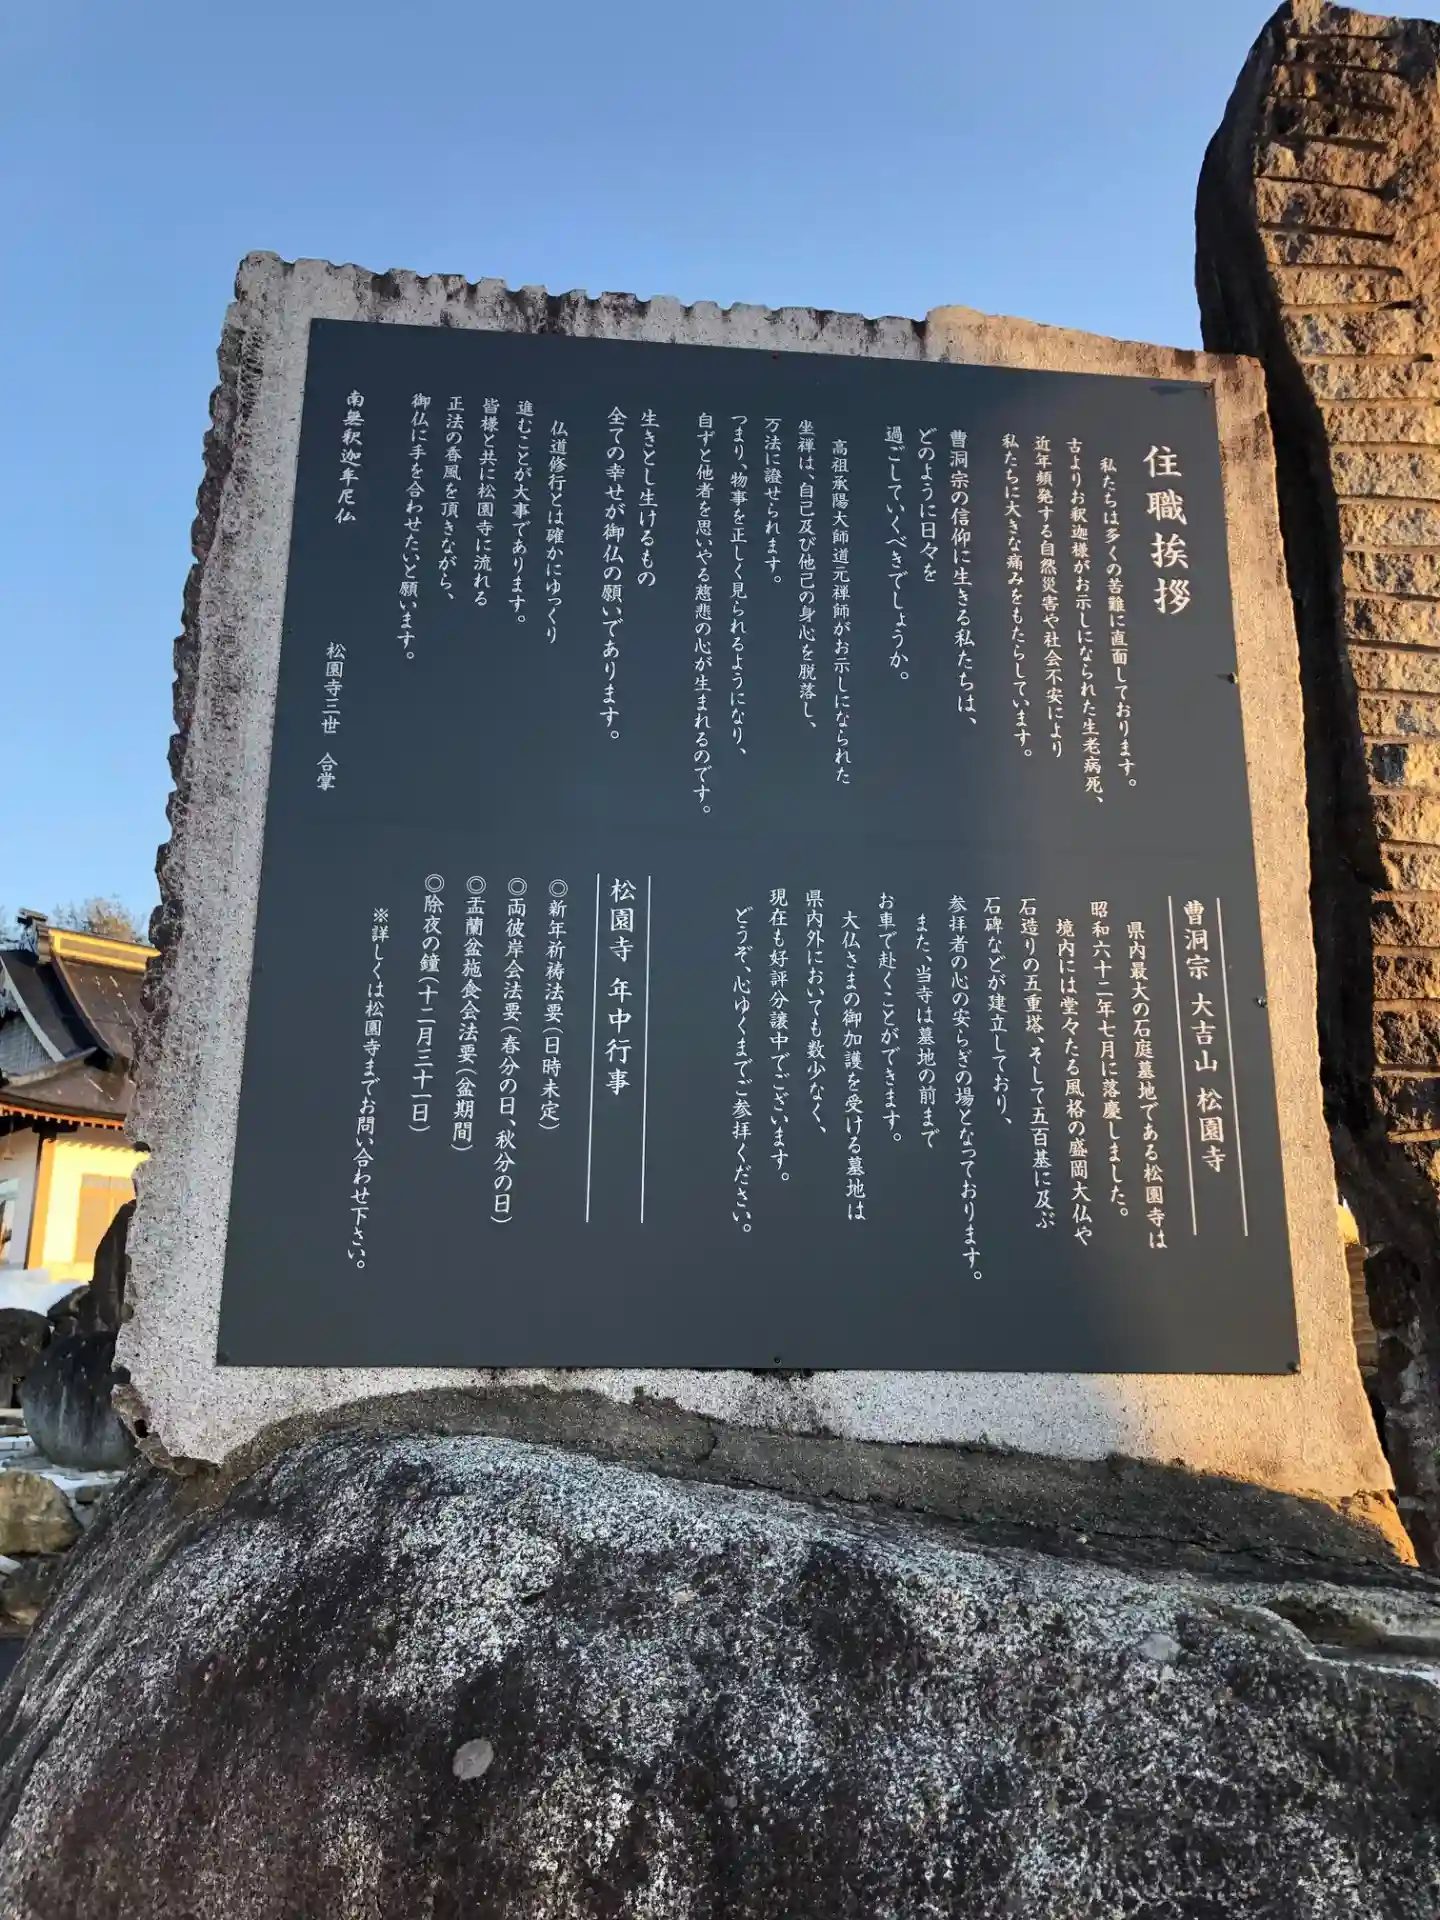 住職挨拶
私たちは多くの苦難に直面しております。
古よりお釈迦様がお示しになられた生老病死、
近年頻発する自然災害や社会不安により
私たちに大きな痛みをもたらしています。
曹洞宗の信仰に生きる私たちは、
どのように日々を
過ごしていくべきでしょうか。
高祖承陽大師道元禅師がお示しになられた
坐禅は、自己及び他己の身心を脱落し、
万法に證せられます。
つまり、物事を正しく見られるようになり、
自ずと他者を思いやる慈悲の心が生まれるのです。
生きとし生けるもの
全ての幸せが御仏の願いであります。
仏道修行とは確かにゆっくり
進むことが大事であります。
皆様と共に松園寺に流れる
正法の春風を頂きながら、
御仏に手を合わせたいと願います。
南無釈迦牟尼仏
松園寺三世 合掌
曹洞宗 大吉山 松園寺
県内最大の石庭墓地である松園寺は
昭和六十二年七月に落慶しました。
境内には堂々たる風格の盛岡大仏や
石造りの五重塔、そして五百基に及ぶ
石碑などが建立しており、
参拝者の心の安らぎの場となっております。
また、当寺は墓地の前まで
お車で赴くことができます。
大仏さまの御加護を受ける墓地は
県内外においても数少なく、
現在も好評分譲中でございます。
どうぞ、心ゆくまでご参拝ください。
松園寺 年中行事
◎新年祈祷法要(日時未定)
◎両彼岸会法要(春分の日、秋分の日)
◎盂蘭盆施食会法要(盆期間)
◎除夜の鐘(十二月三十一日)
※詳しくは松園寺までお問い合わせ下さい。